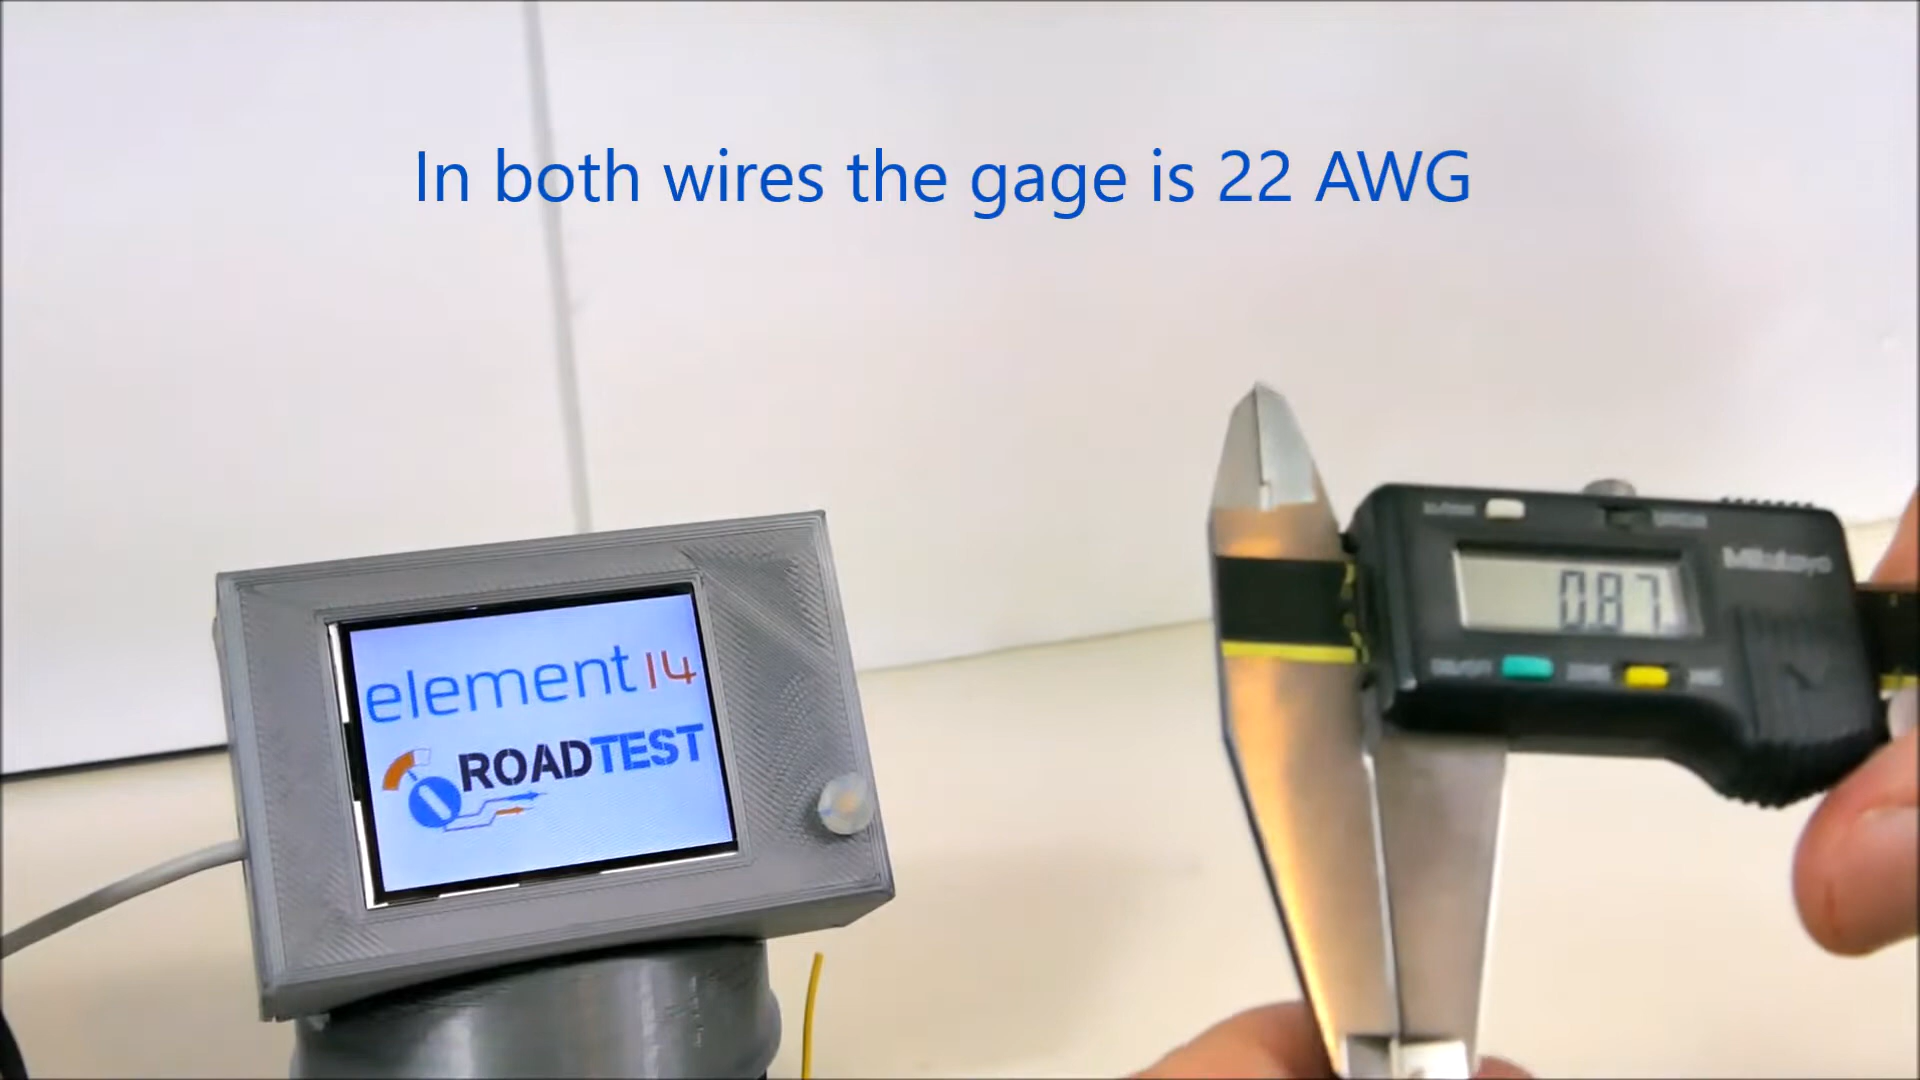 In both wires the gage is 22 AWG
element14
ROADTEST
0.87
Mitutoyo